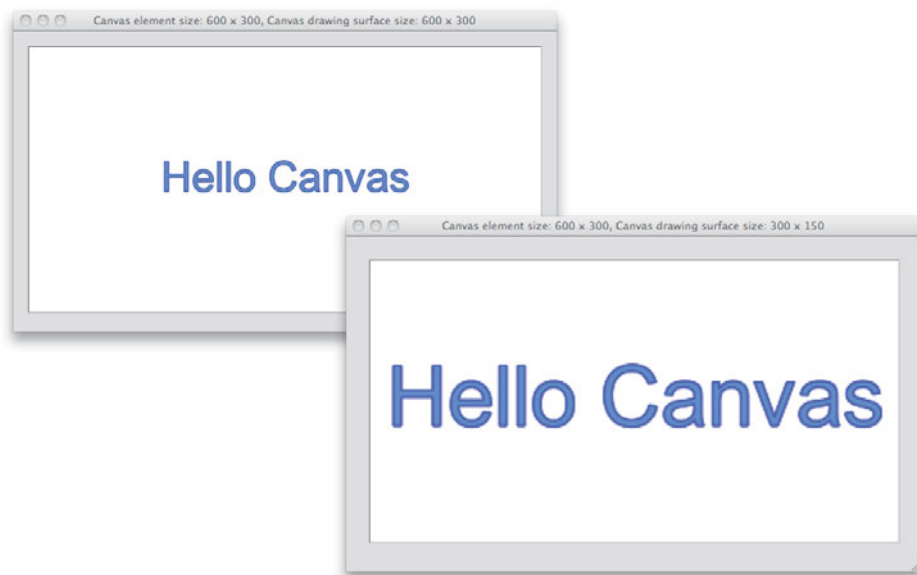 Canvas element size: 600 x 300, Canvas drawing surface size: 600 x 300
Hello Canvas
Canvas element size: 600 x 300, Canvas drawing surface size: 300 x 150
Hello Canvas